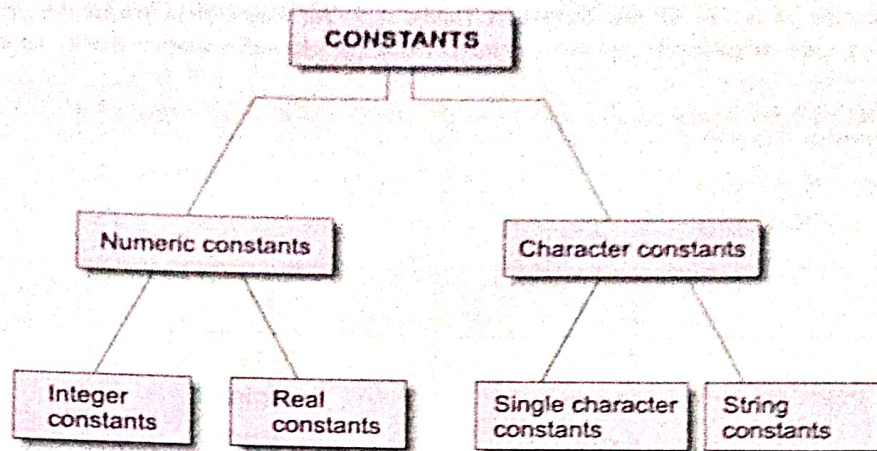 CONSTANTS
Numeric constants
Character constants
Integer
constants
Real
constants
Single character
constants
String
constants